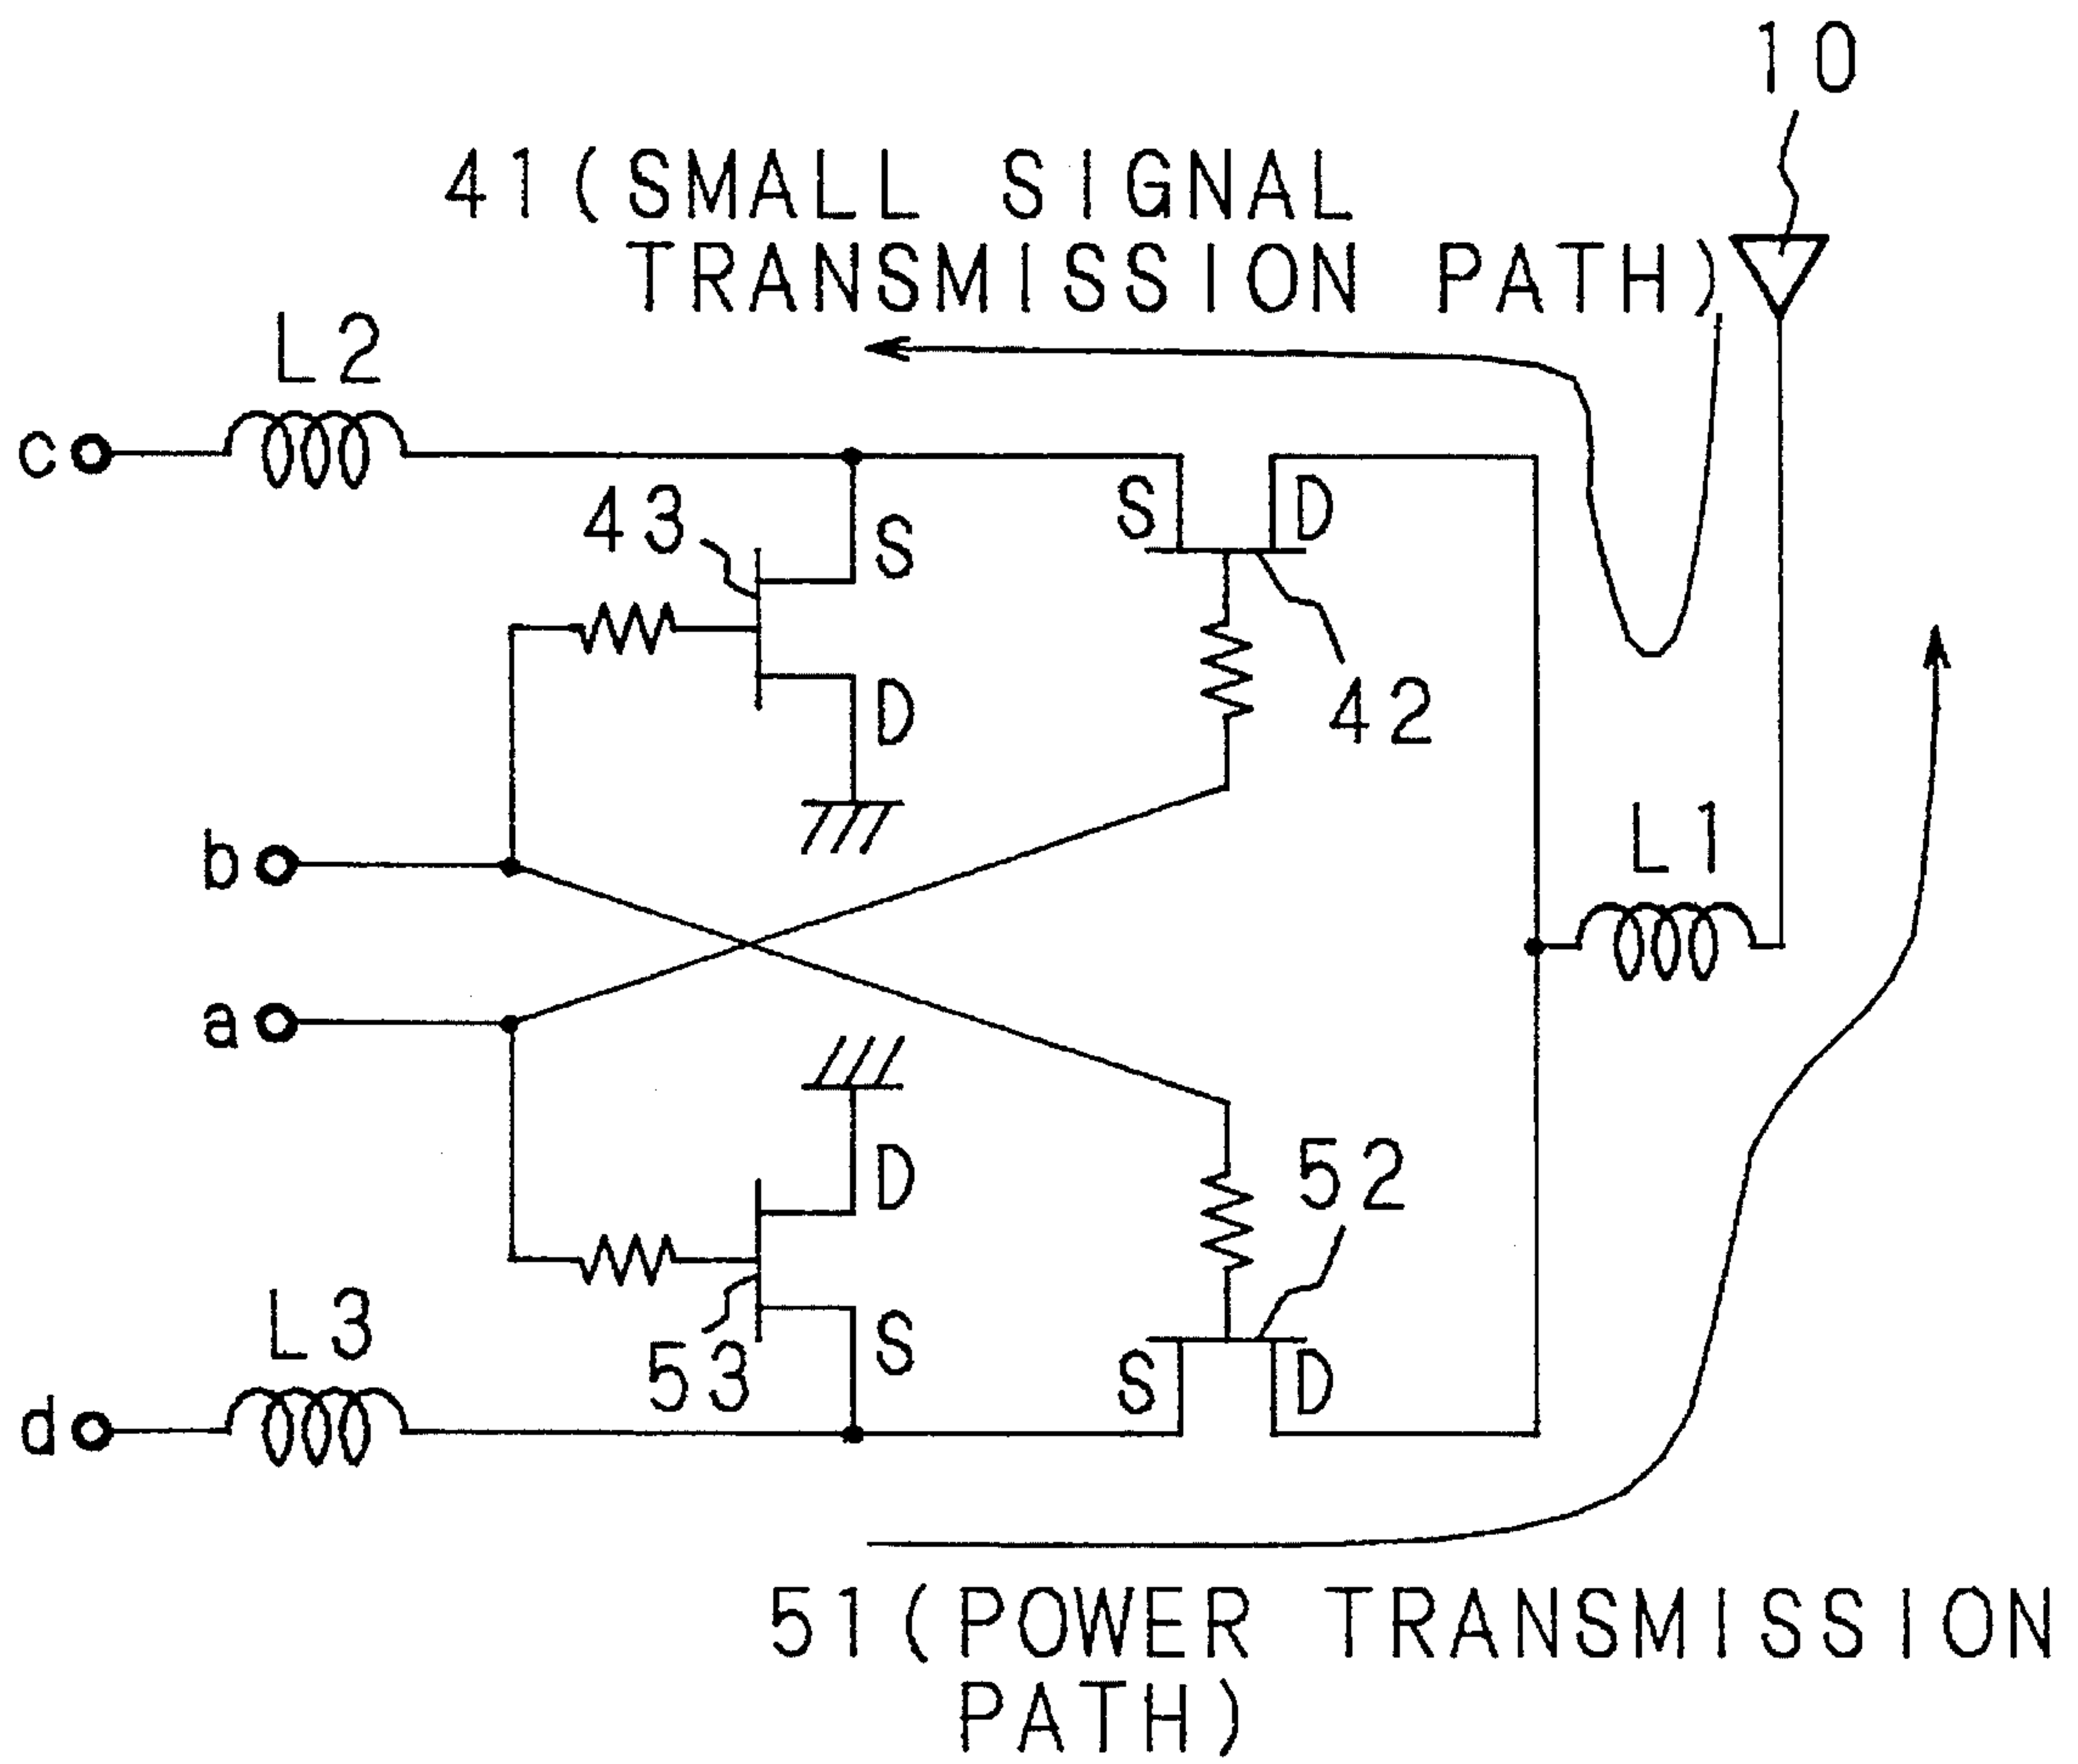 10
41(SMALL SIGNAL
TRANSMISSION PATH)
L2
c
S
D
43
S
42
D
b
L1
a
D
52
53
S
S
D
L3
d
51(POWER TRANSMISSION
PATH)